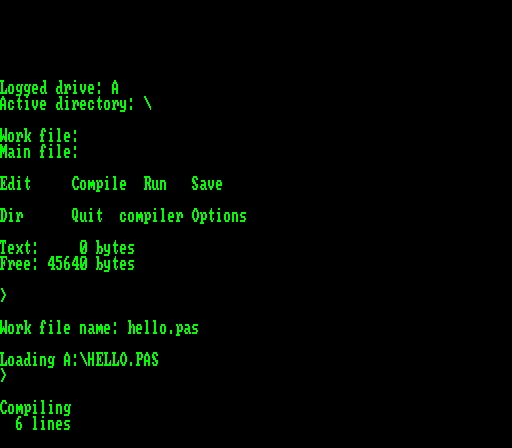 Logged drive: A
Active directory: \
Work file:
Main file:
Edit     Compile  Run   Save
Dir      Quit  compiler Options
Text:     0 bytes
Free: 45640 bytes
>
Work file name: hello.pas
Loading A:\HELLO.PAS
>
Compiling
  6 lines